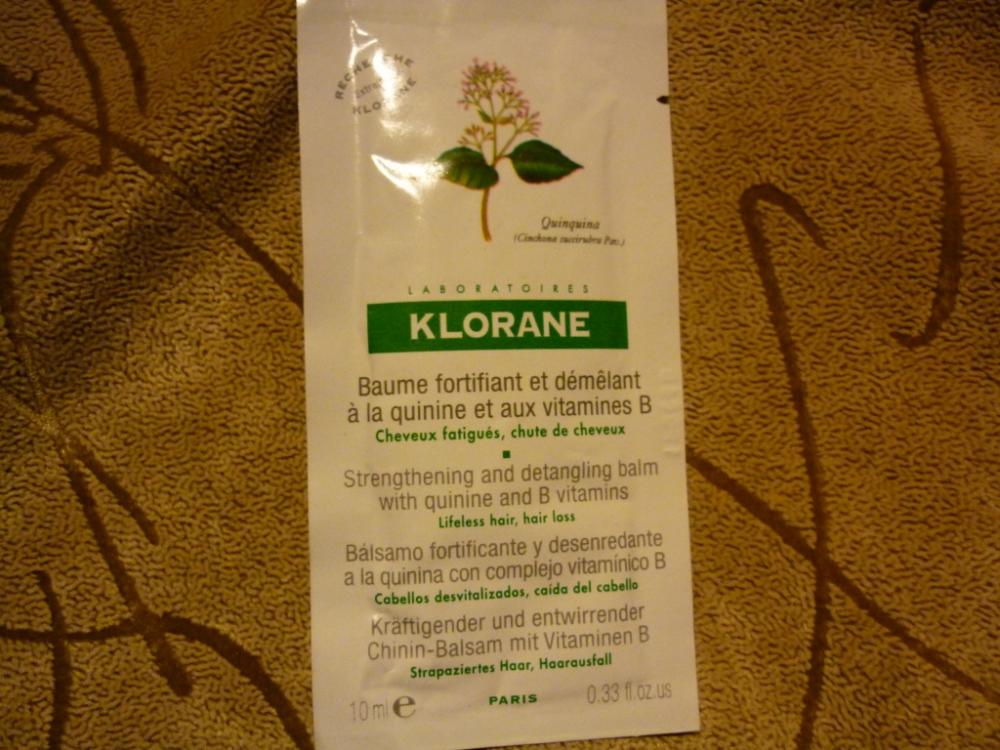 RECHERCHE
KLORANE
Quinquina
(Cinchona succirubra Pav.)
LABORATOIRES
KLORANE
Baume fortifiant et démêlant
à la quinine et aux vitamines B
Cheveux fatigués, chute de cheveux
Strengthening and detangling balm
with quinine and B vitamins
Lifeless hair, hair loss
Bálsamo fortificante y desenredante
a la quinina con complejo vitamínico B
Cabellos desvitalizados, caída del cabello
Kräftigender und entwirrender
Chinin-Balsam mit Vitaminen B
Strapaziertes Haar, Haarausfall
10 ml e PARIS 0.33 fl.oz.us